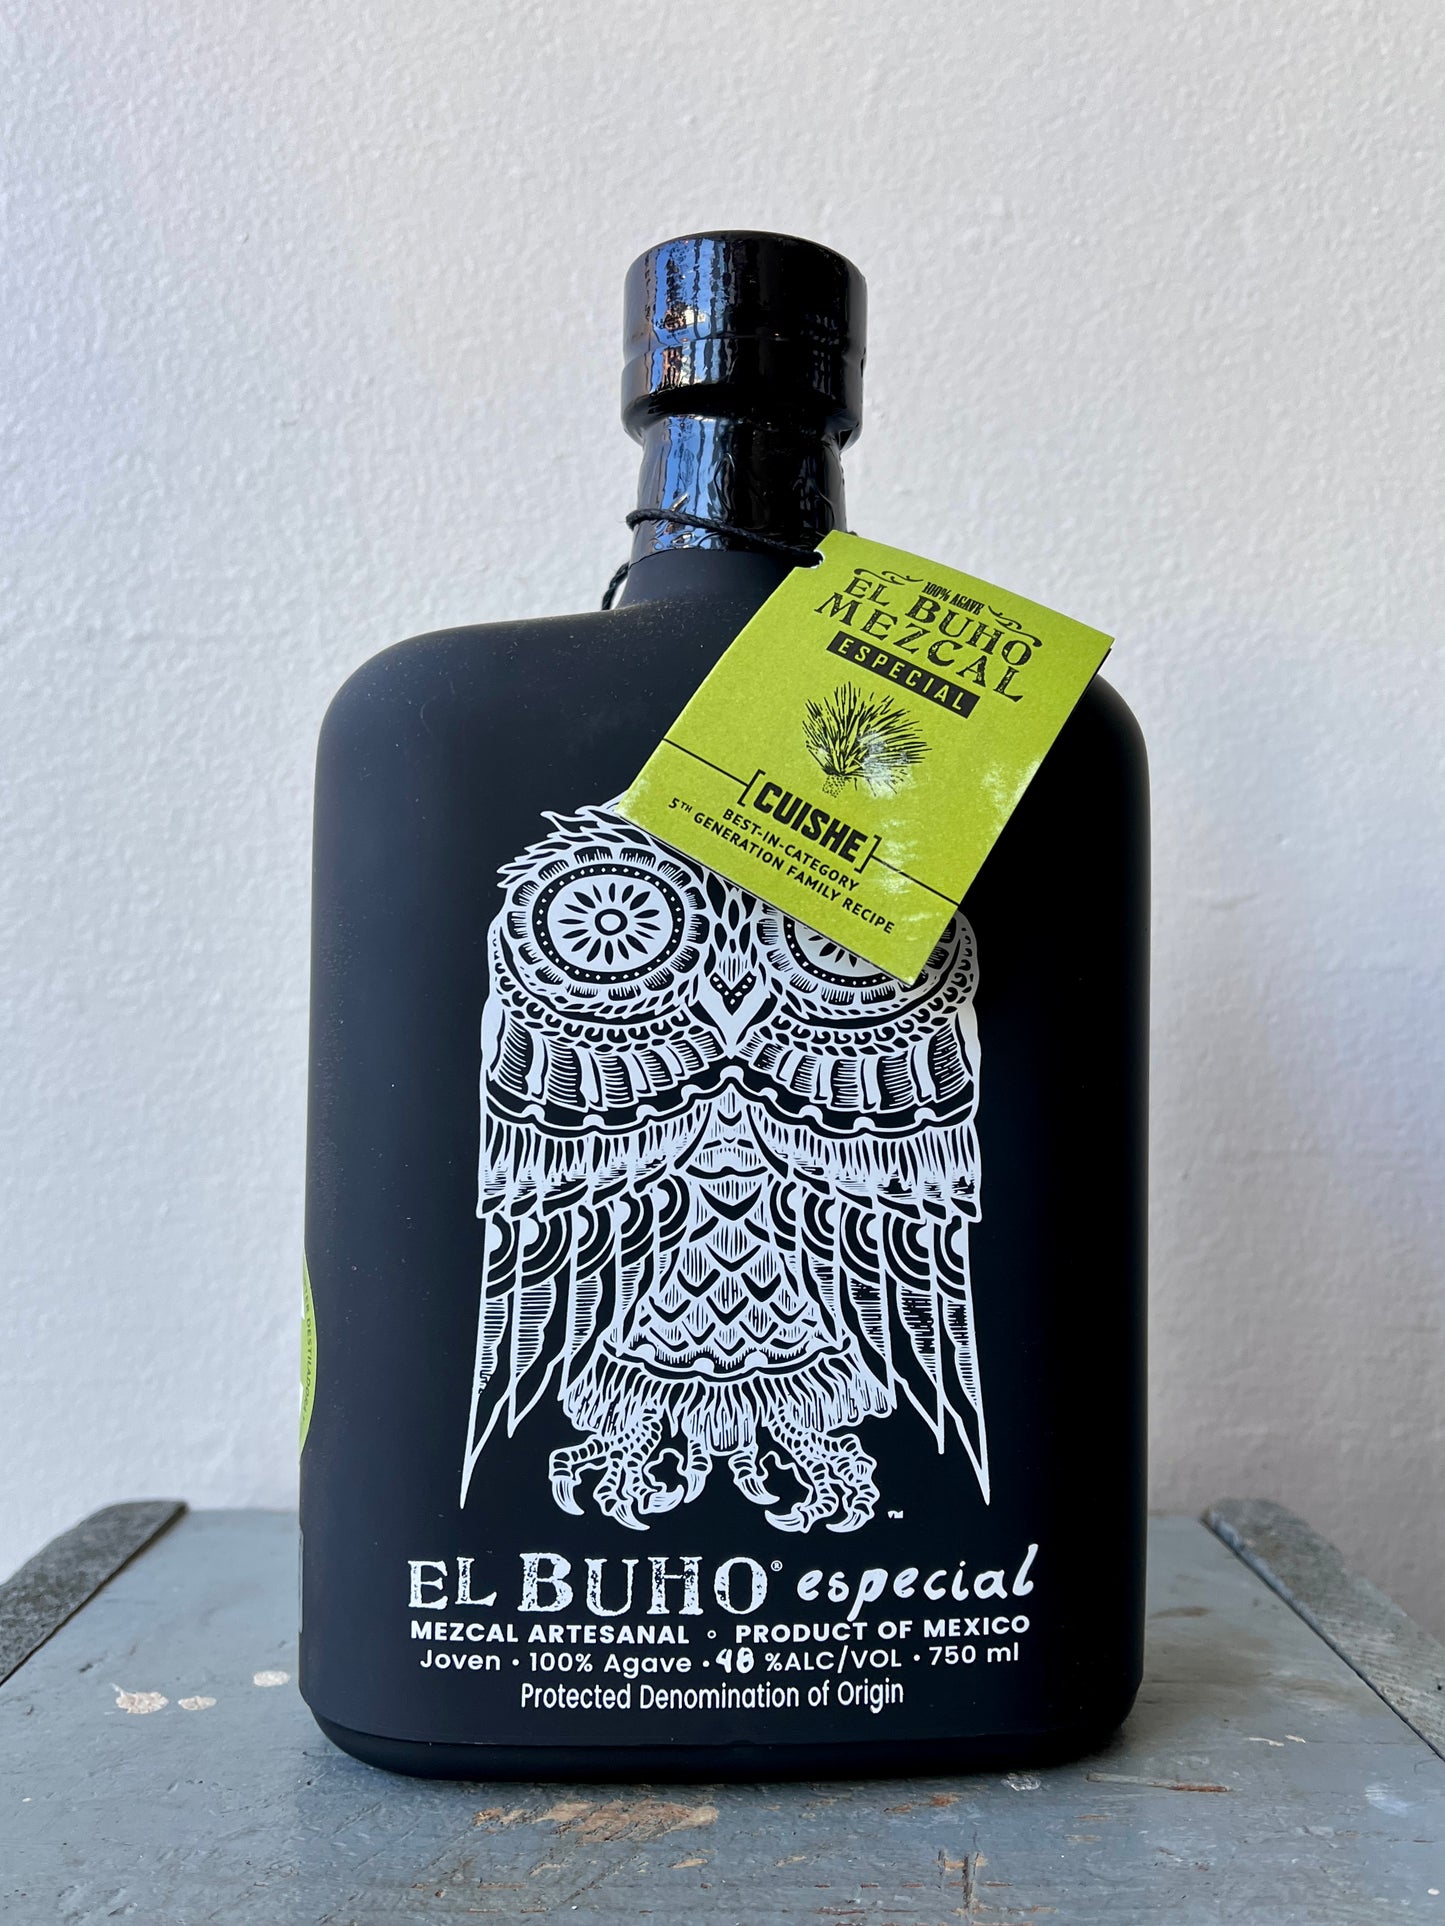 100% AGAVE
EL BUHO
MEZCAL
ESPECIAL
[CUISHE]
BEST-IN-CATEGORY
5TH GENERATION FAMILY RECIPE
™
EL BUHO® especial
MEZCAL ARTESANAL ◦ PRODUCT OF MEXICO
Joven • 100% Agave • 48 %ALC/VOL • 750 ml
Protected Denomination of Origin